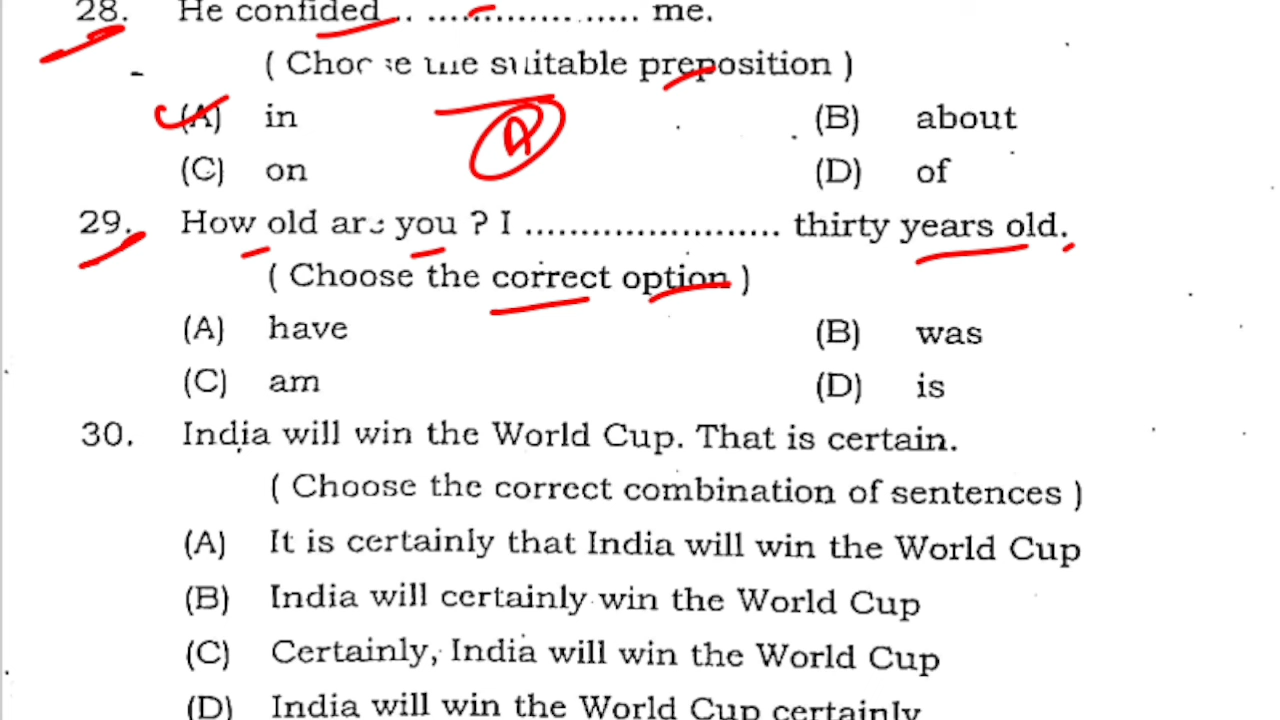 28. He confided .. .................. me.
( Choose the suitable preposition )
(A) in (B) about
A
(C) on (D) of
29. How old are you ? I ....................... thirty years old.
( Choose the correct option )
(A) have (B) was
(C) am (D) is
30. India will win the World Cup. That is certain.
( Choose the correct combination of sentences )
(A) It is certainly that India will win the World Cup
(B) India will certainly win the World Cup
(C) Certainly, India will win the World Cup
(D) India will win the World Cup certainly